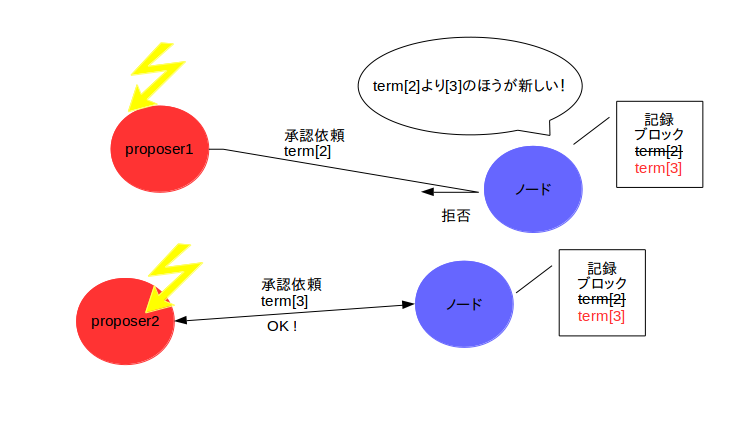 term[2]より[3]のほうが新しい!
proposer1
承認依頼
term[2]
拒否
ノード
記録
ブロック
term[2]
term[3]
proposer2
承認依頼
term[3]
OK !
ノード
記録
ブロック
term[2]
term[3]